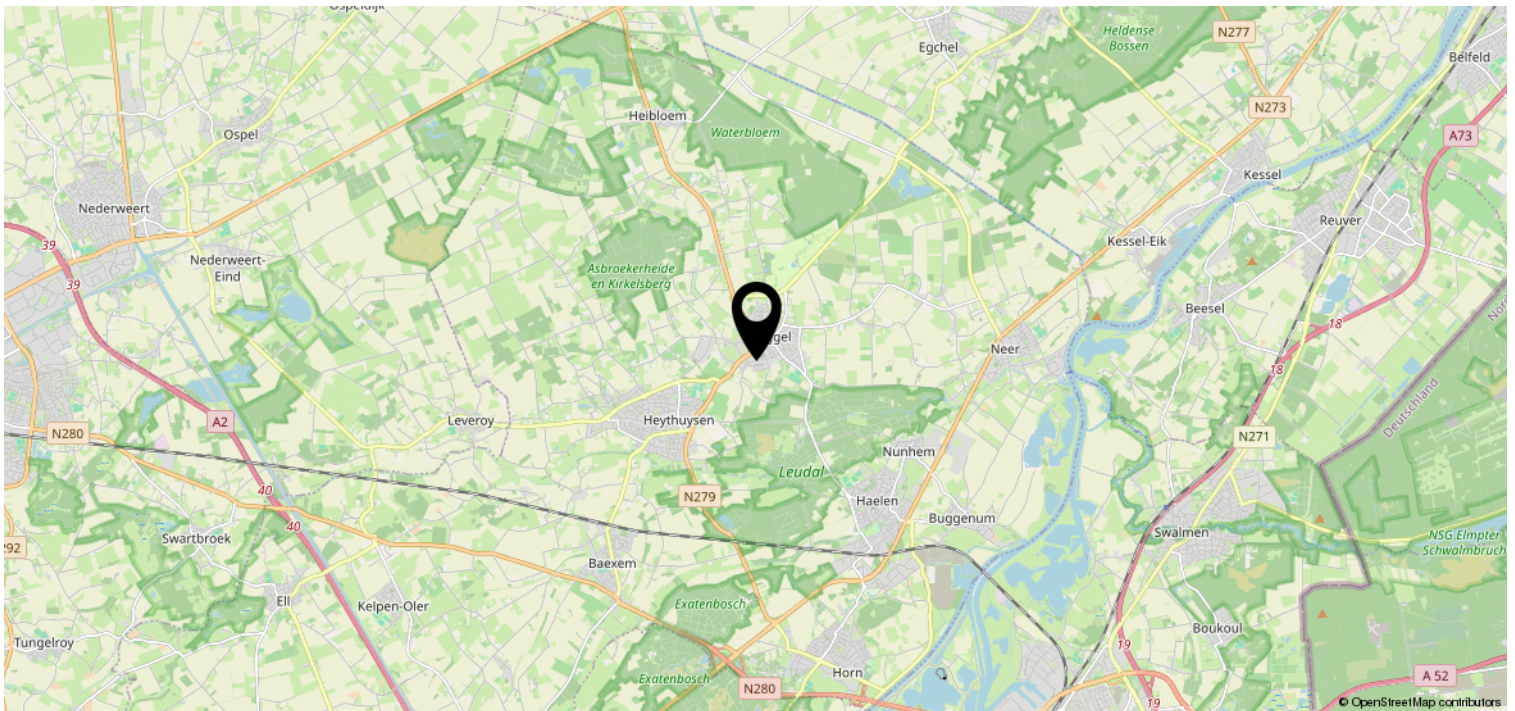 Ospeldijk
Egchel
Heldense
Bossen
N277
Belfeld
N273
A73
Heibloem
Waterbloem
Ospel
Kessel
Nederweert
Reuver
39
Nederweert-
Eind
Kessel-Eik
39
Asbroekerheide
en Kirkelsberg
Beesel
18
Neer
18
Deutschland
Leveroy
Heythuysen
A2
N280
N271
Nunhem
Leudal
40
N279
Haelen
Buggenum
40
Swartbroek
Swalmen
NSG Elmpter
Schwalmbruch
Baexem
Ell
Kelpen-Oler
Exatenbosch
Boukoul
Tungelroy
19
Horn
Exatenbosch
N280
A 52
19
© OpenStreetMap contributors